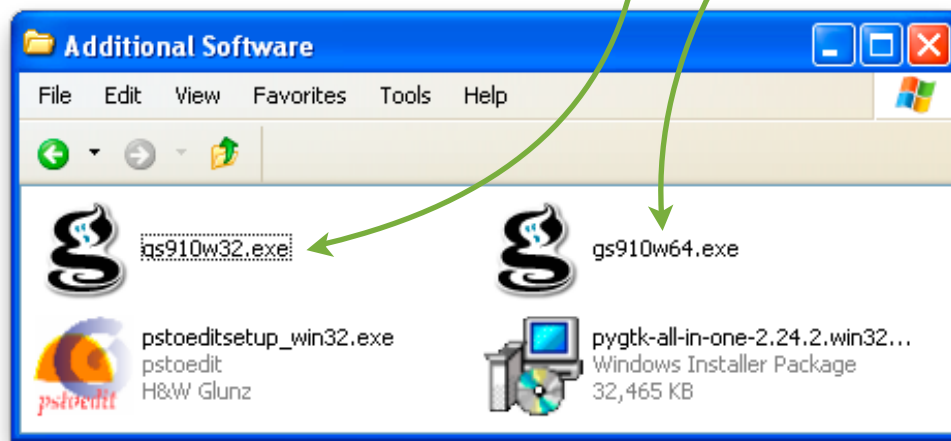 Additional Software
File Edit View Favorites Tools Help
gs910w32.exe
gs910w64.exe
pstoedit
pstoeditsetup_win32.exe
pstoedit
H&W Glunz
pygtk-all-in-one-2.24.2.win32...
Windows Installer Package
32,465 KB